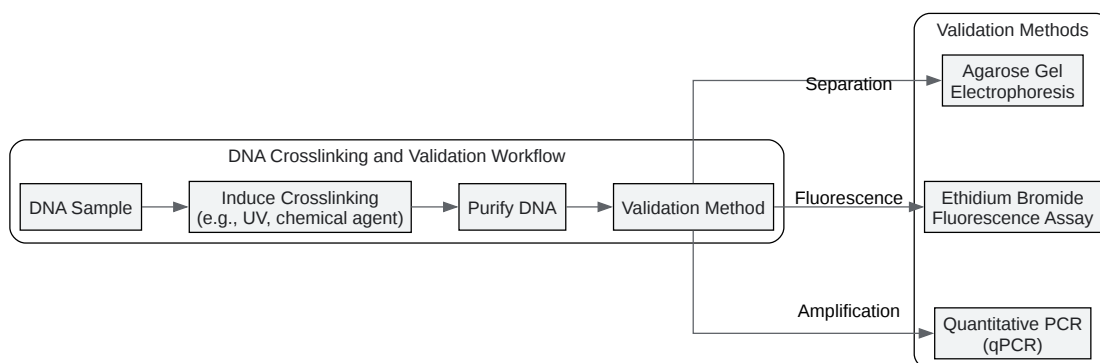 Validation Methods
Agarose Gel
Electrophoresis
Separation
DNA Crosslinking and Validation Workflow
DNA Sample
Induce Crosslinking
(e.g., UV, chemical agent)
Purify DNA
Validation Method
Fluorescence
Ethidium Bromide
Fluorescence Assay
Amplification
Quantitative PCR
(qPCR)